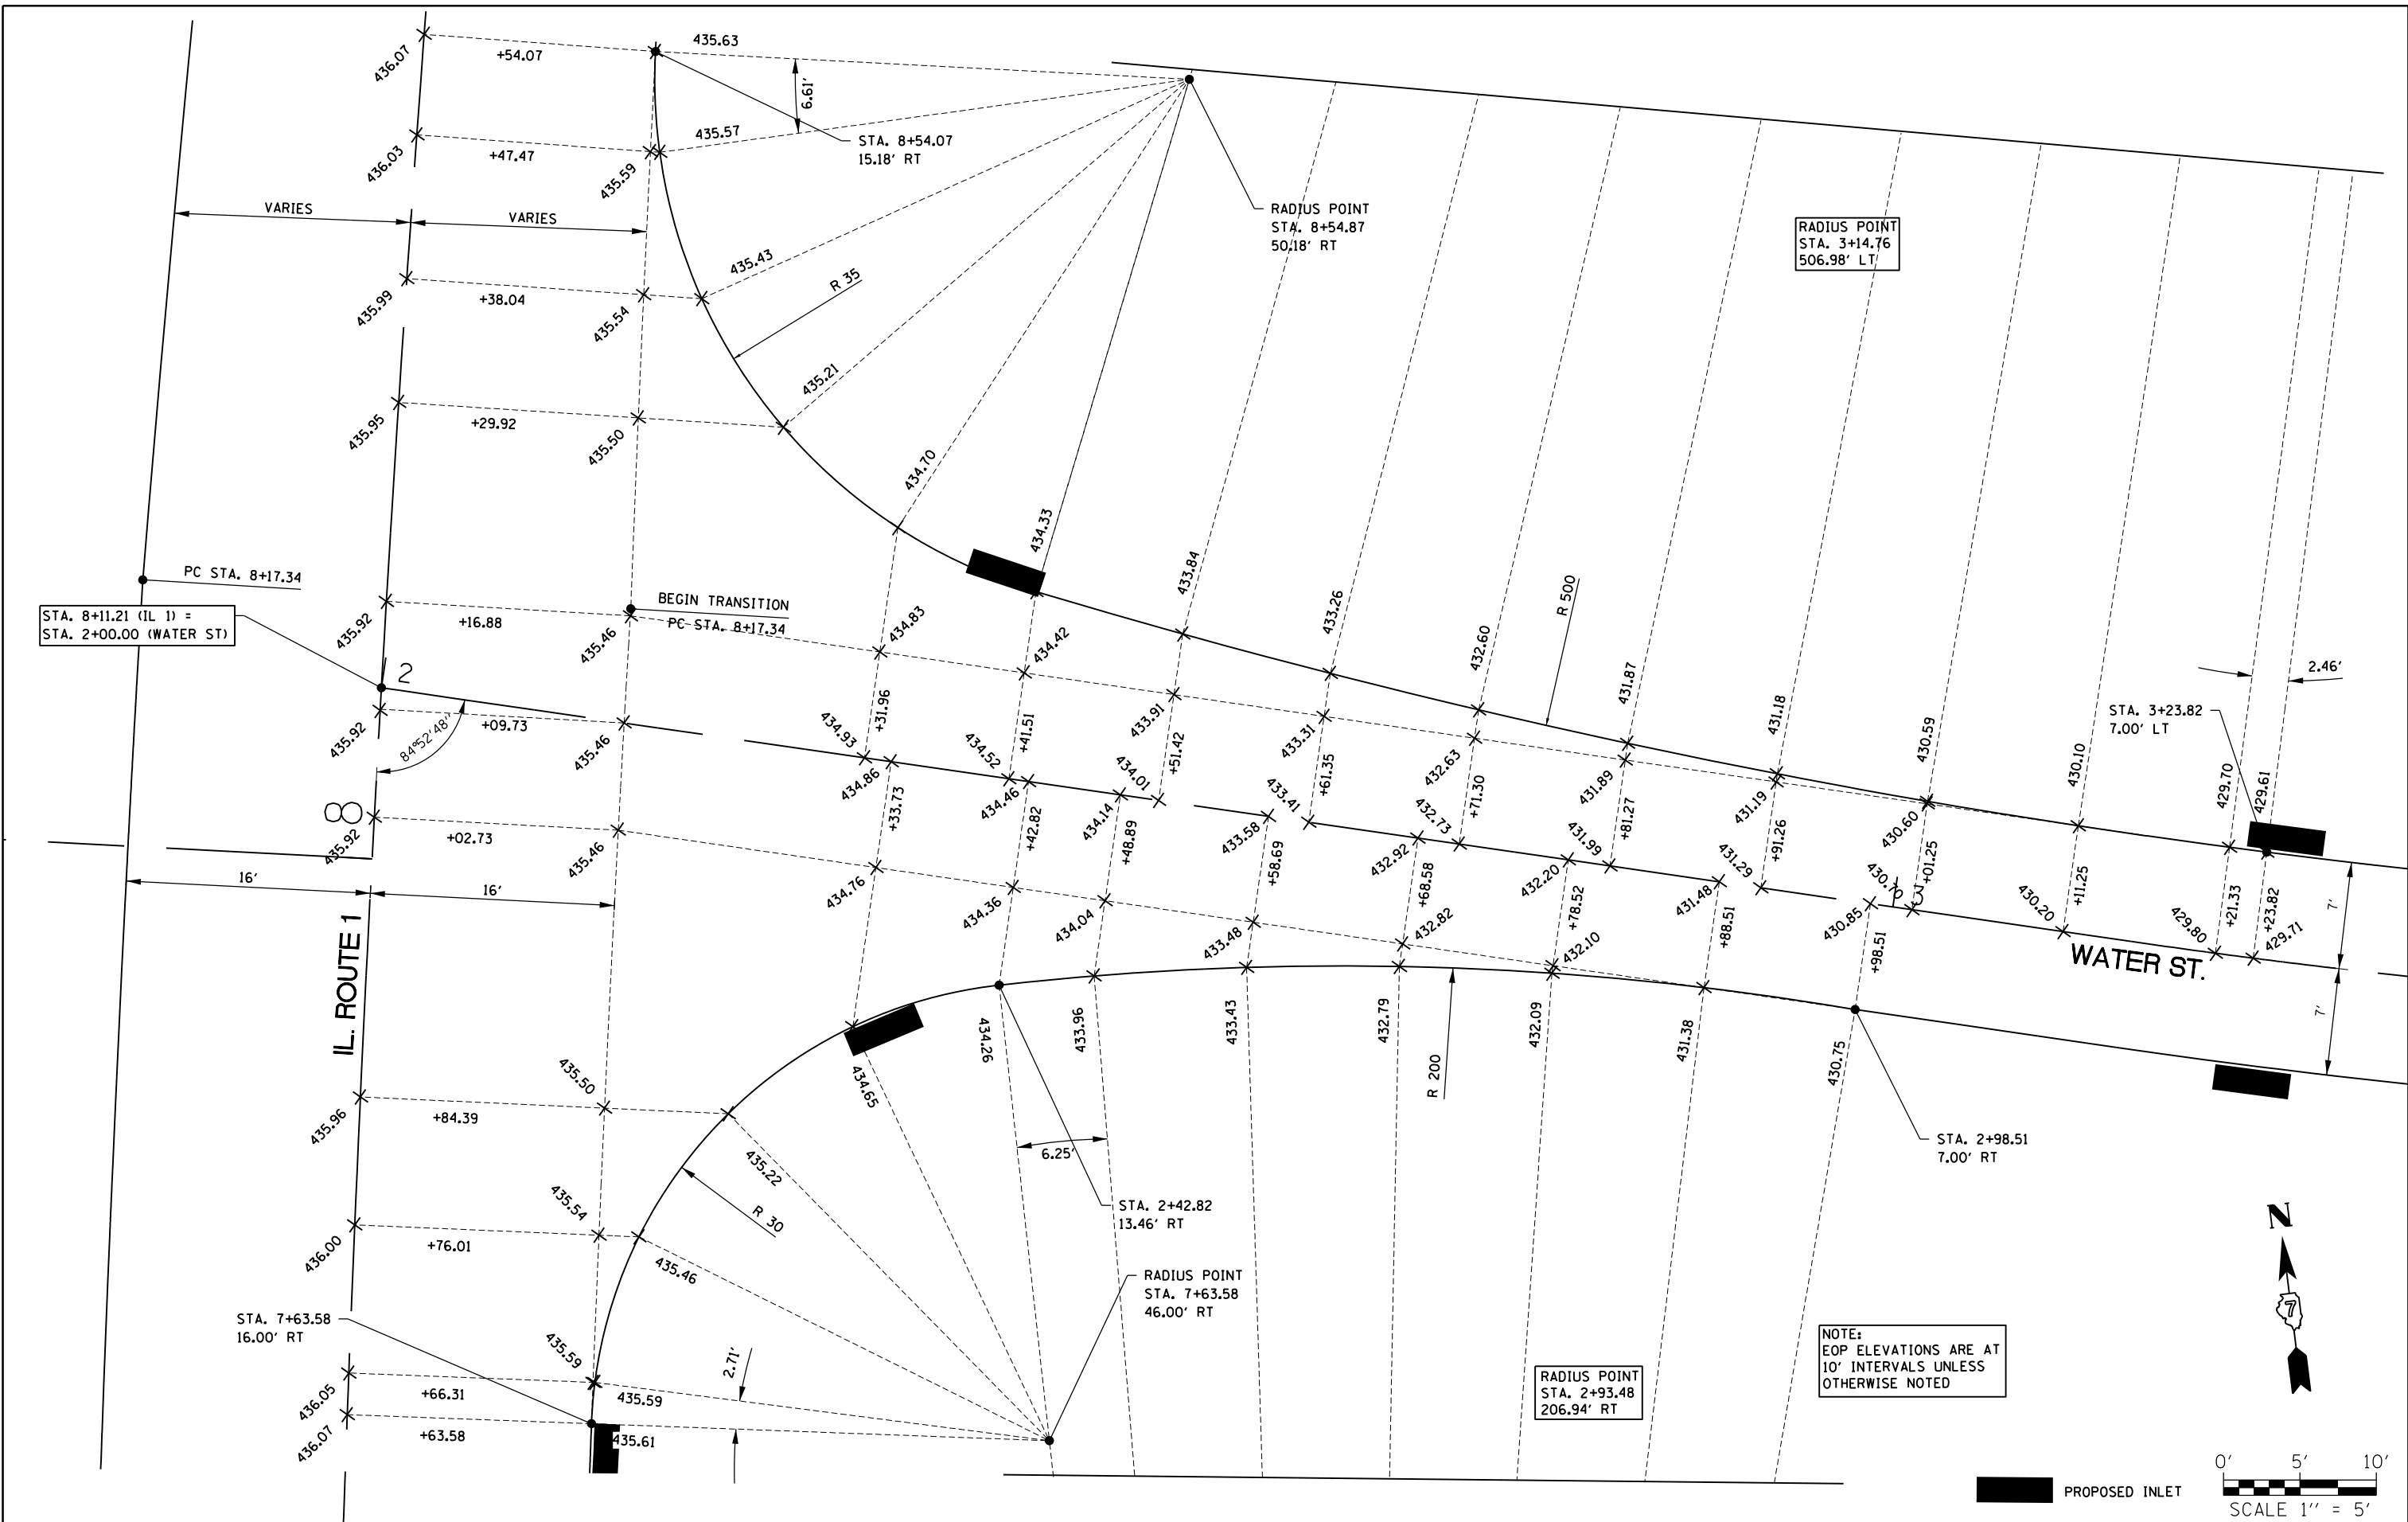 436.07
+54.07
435.63
6.61'
436.03
+47.47
435.59
435.57
STA. 8+54.07
15.18' RT
VARIES
VARIES
RADIUS POINT
STA. 8+54.87
50.18' RT
RADIUS POINT
STA. 3+14.76
506.98' LT
435.99
+38.04
435.54
435.43
R 35
435.95
+29.92
435.50
435.21
434.70
434.33
433.84
433.26
432.60
431.87
431.18
430.59
430.10
429.70
429.61
R 500
2.46'
STA. 3+23.82
7.00' LT
PC STA. 8+17.34
STA. 8+11.21 (IL 1) =
STA. 2+00.00 (WATER ST)
435.92
+16.88
435.46
BEGIN TRANSITION
PC STA. 8+17.34
434.83
434.42
433.91
433.31
432.63
431.89
431.19
430.60
2
435.92
+09.73
84°52'48"
435.46
434.93
+31.96
434.86
434.52
+41.51
434.46
434.01
+51.42
434.14
433.41
+61.35
433.58
432.73
+71.30
432.92
431.99
+81.27
432.20
431.29
+91.26
431.48
430.70
+01.25
3
430.85
430.20
+11.25
429.80
+21.33
+23.82
429.71
7'
7'
WATER ST.
8
435.92
+02.73
435.46
+33.73
434.76
+42.82
434.36
+48.89
434.04
+58.69
433.48
+68.58
432.82
+78.52
432.10
+88.51
+98.51
16'
16'
IL. ROUTE 1
434.65
434.26
433.96
433.43
432.79
R 200
432.09
431.38
430.75
435.96
+84.39
435.50
435.22
6.25'
STA. 2+98.51
7.00' RT
436.00
+76.01
435.54
435.46
R 30
STA. 2+42.82
13.46' RT
STA. 7+63.58
16.00' RT
RADIUS POINT
STA. 7+63.58
46.00' RT
436.05
+66.31
435.59
435.59
2.71'
436.07
+63.58
435.61
RADIUS POINT
STA. 2+93.48
206.94' RT
NOTE:
EOP ELEVATIONS ARE AT
10' INTERVALS UNLESS
OTHERWISE NOTED
N
7
PROPOSED INLET
0' 5' 10'
SCALE 1'' = 5'